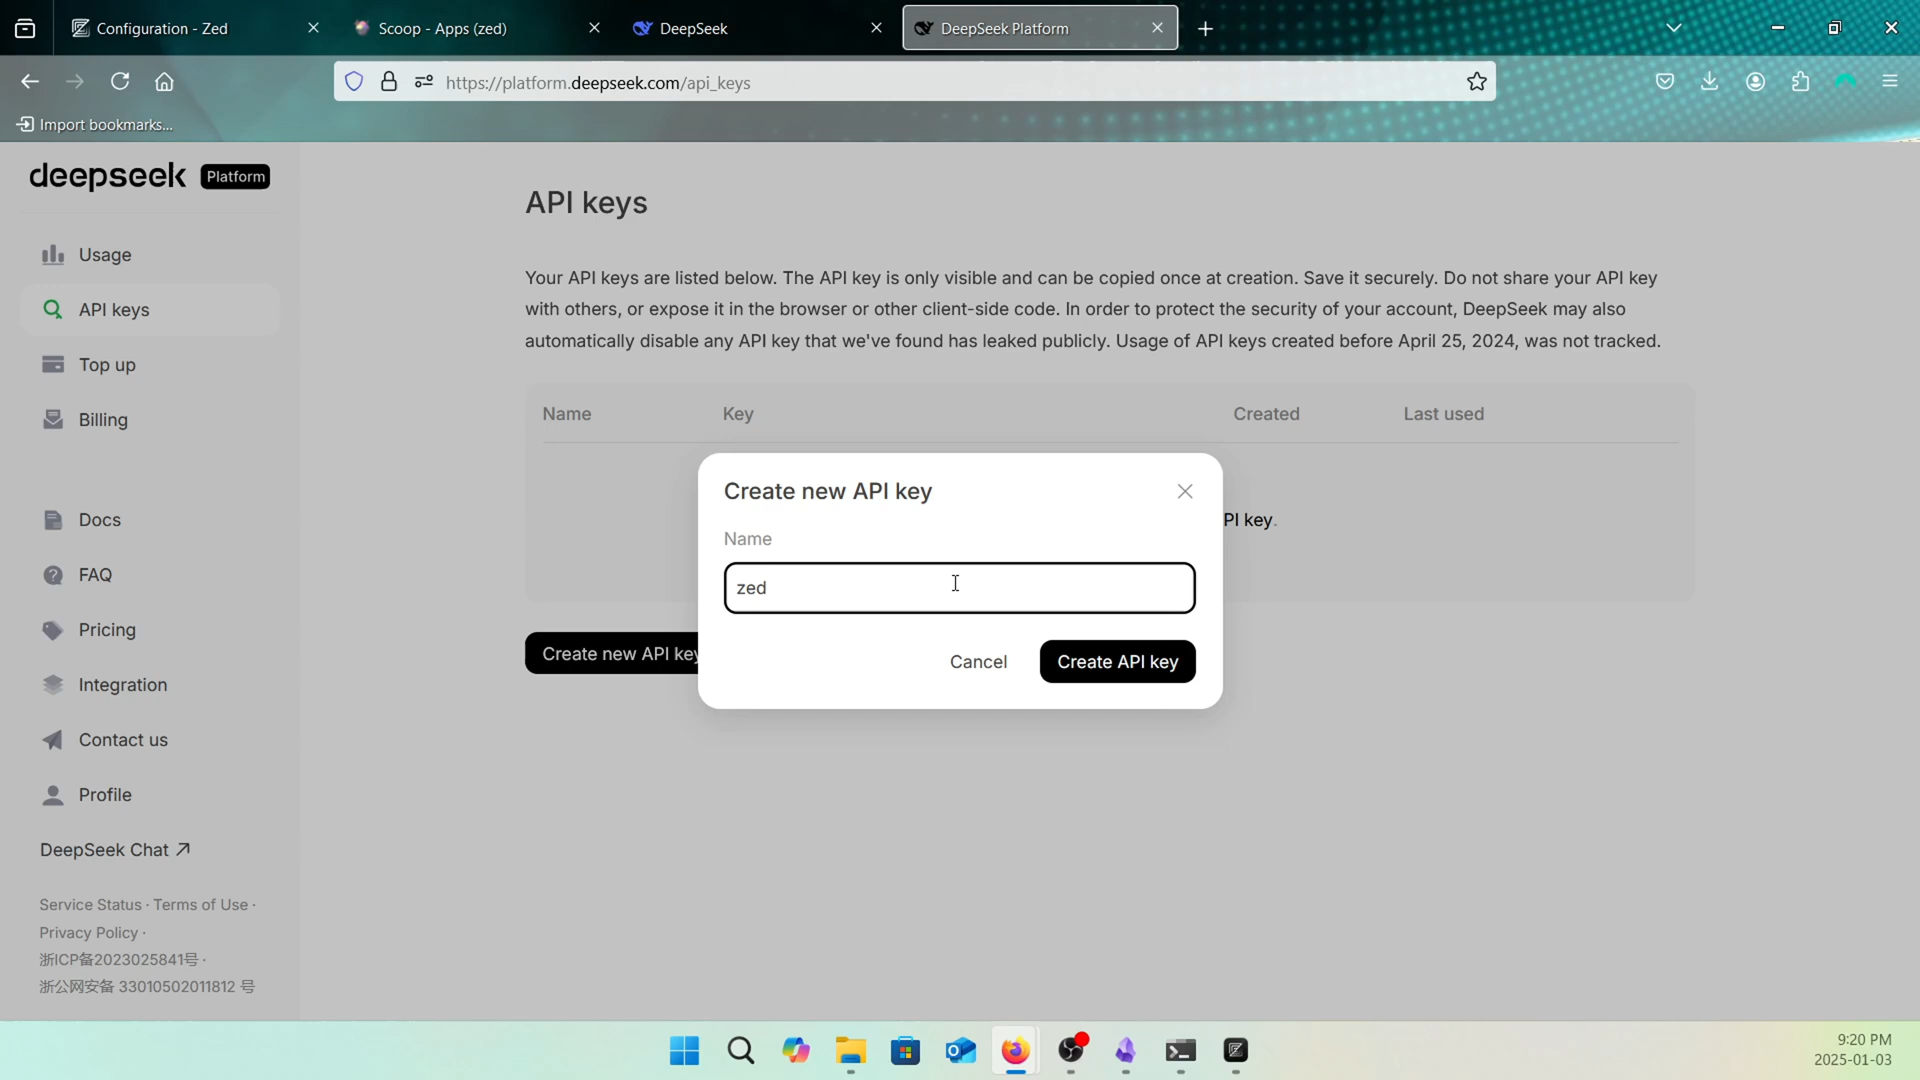 Configuration - Zed
Scoop - Apps (zed)
DeepSeek
DeepSeek Platform
https://platform.deepseek.com/api_keys
Import bookmarks...
deepseek Platform
Usage
API keys
Top up
Billing
Docs
FAQ
Pricing
Integration
Contact us
Profile
DeepSeek Chat
Service Status · Terms of Use ·
Privacy Policy ·
浙ICP备2023025841号 ·
浙公网安备 33010502011812 号
API keys
Your API keys are listed below. The API key is only visible and can be copied once at creation. Save it securely. Do not share your API key
with others, or expose it in the browser or other client-side code. In order to protect the security of your account, DeepSeek may also
automatically disable any API key that we've found has leaked publicly. Usage of API keys created before April 25, 2024, was not tracked.
Name Key Created Last used
PI key.
Create new API key
Create new API key
Name
zed
Cancel
Create API key
9:20 PM
2025-01-03